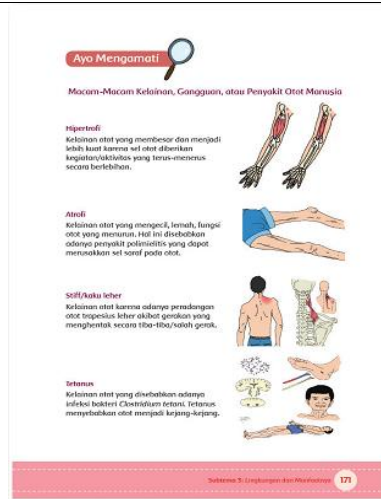 Ayo Mengamati
Macam-Macam Kelainan, Gangguan, atau Penyakit Otot Manusia
Hipertrofi
Kelainan otot yang membesar dan menjadi
lebih kuat karena sel otot diberikan
kegiatan/aktivitas yang terus-menerus
secara berlebihan.
Atrofi
Kelainan otot yang mengecil, lemah, fungsi
otot yang menurun. Hal ini disebabkan
adanya penyakit polimielitis yang dapat
merusakkan sel saraf pada otot.
Stiff/kaku leher
Kelainan otot karena adanya peradangan
otot trapesius leher akibat gerakan yang
menghentak secara tiba-tiba/salah gerak.
Tetanus
Kelainan otot yang disebabkan adanya
infeksi bakteri Clostridium tetani. Tetanus
menyebabkan otot menjadi kejang-kejang.
Subtema 3: Lingkungan dan Manfaatnya 171